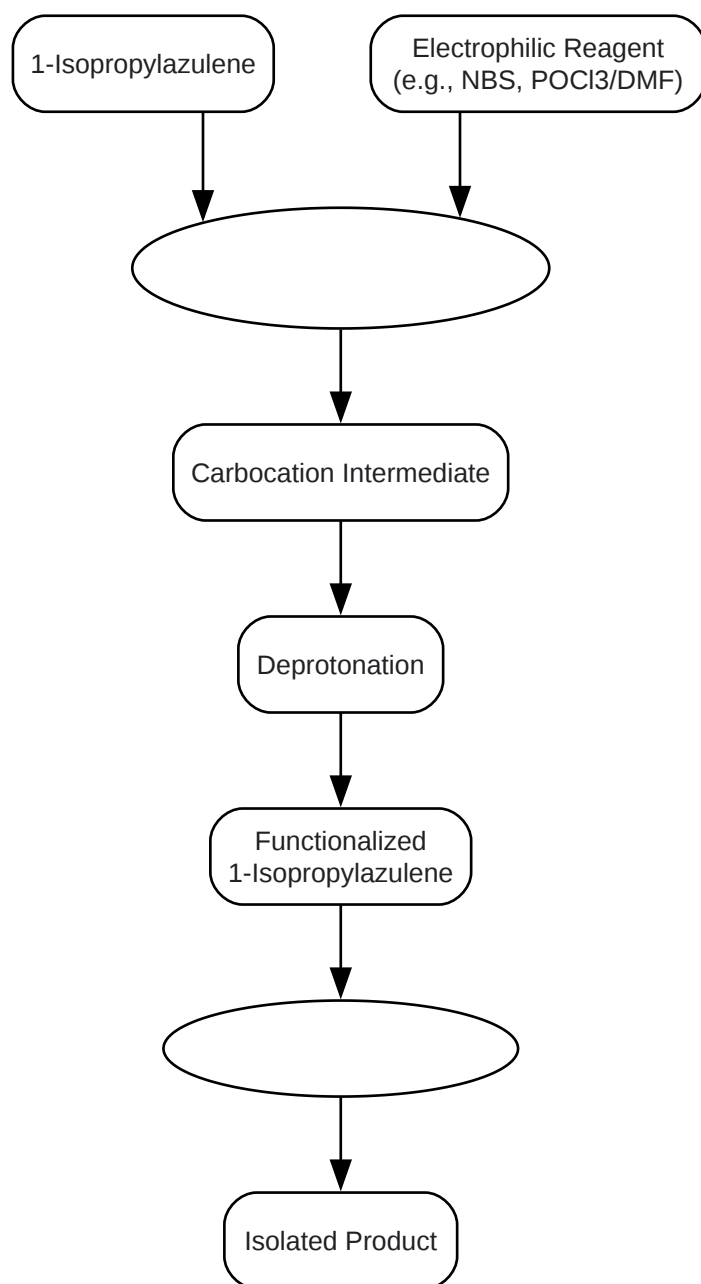 1-Isopropylazulene
Electrophilic Reagent
(e.g., NBS, POCl3/DMF)
Carbocation Intermediate
Deprotonation
Functionalized
1-Isopropylazulene
Isolated Product